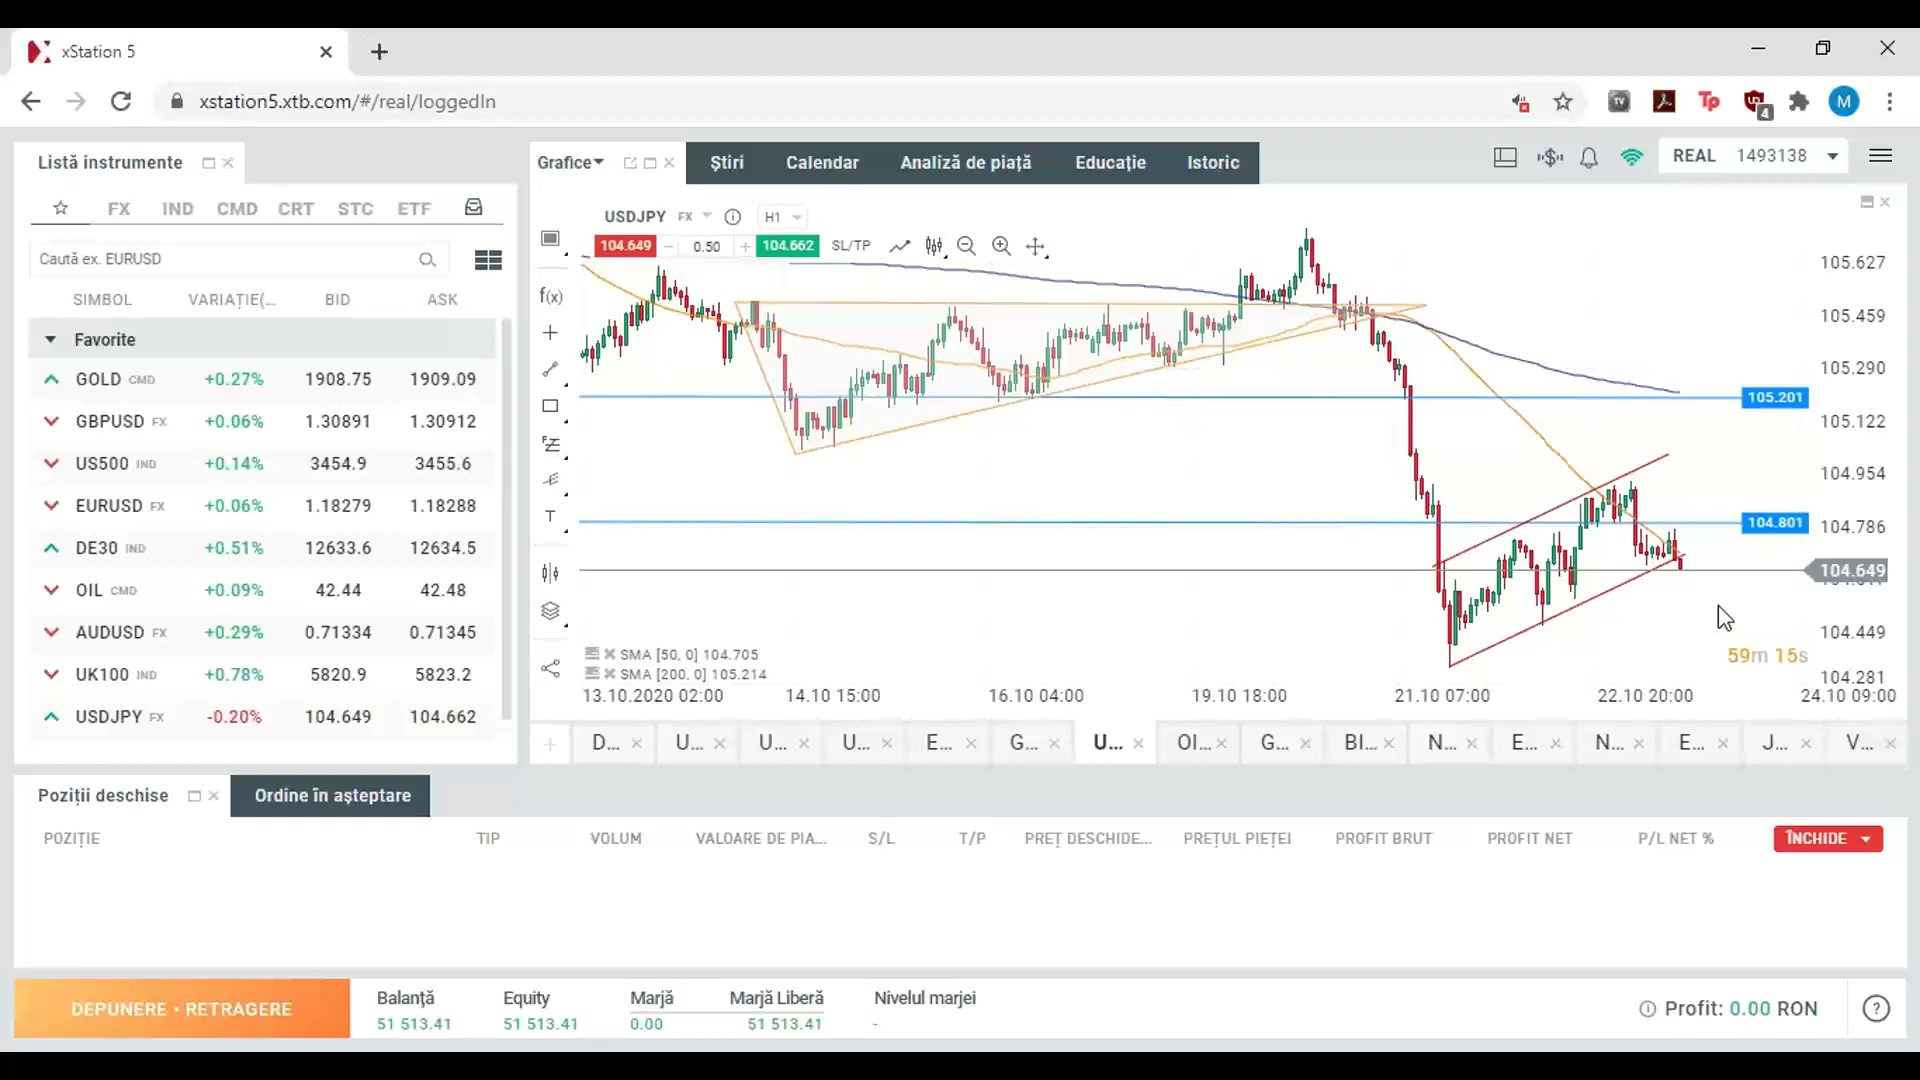 xStation 5
xstation5.xtb.com/#/real/loggedIn
4
M
Listă instrumente
Grafice
Știri
Calendar
Analiză de piață
Educație
Istoric
REAL 1493138
FX IND CMD CRT STC ETF
Caută ex. EURUSD
SIMBOL VARIAȚIE(... BID ASK
Favorite
GOLD CMD +0.27% 1908.75 1909.09
GBPUSD FX +0.06% 1.30891 1.30912
US500 IND +0.14% 3454.9 3455.6
EURUSD FX +0.06% 1.18279 1.18288
DE30 IND +0.51% 12633.6 12634.5
OIL CMD +0.09% 42.44 42.48
AUDUSD FX +0.29% 0.71334 0.71345
UK100 IND +0.78% 5820.9 5823.2
USDJPY FX -0.20% 104.649 104.662
USDJPY FX H1
104.649 0.50 104.662 SL/TP
f(x)
T
105.627
105.459
105.290
105.201
105.122
104.954
104.801
104.786
104.649
104.449
104.281
59m 15s
SMA [50, 0] 104.705
SMA [200, 0] 105.214
13.10.2020 02:00 14.10 15:00 16.10 04:00 19.10 18:00 21.10 07:00 22.10 20:00 24.10 09:00
D... U... U... U... E... G... U... OI... G... BI... N... E... N... E... J... V...
Poziții deschise
Ordine în așteptare
POZIȚIE TIP VOLUM VALOARE DE PIA... S/L T/P PREȚ DESCHIDE... PREȚUL PIEȚEI PROFIT BRUT PROFIT NET P/L NET %
ÎNCHIDE
DEPUNERE • RETRAGERE
Balanță Equity Marjă Marjă Liberă Nivelul marjei
51 513.41 51 513.41 0.00 51 513.41 -
Profit: 0.00 RON
?